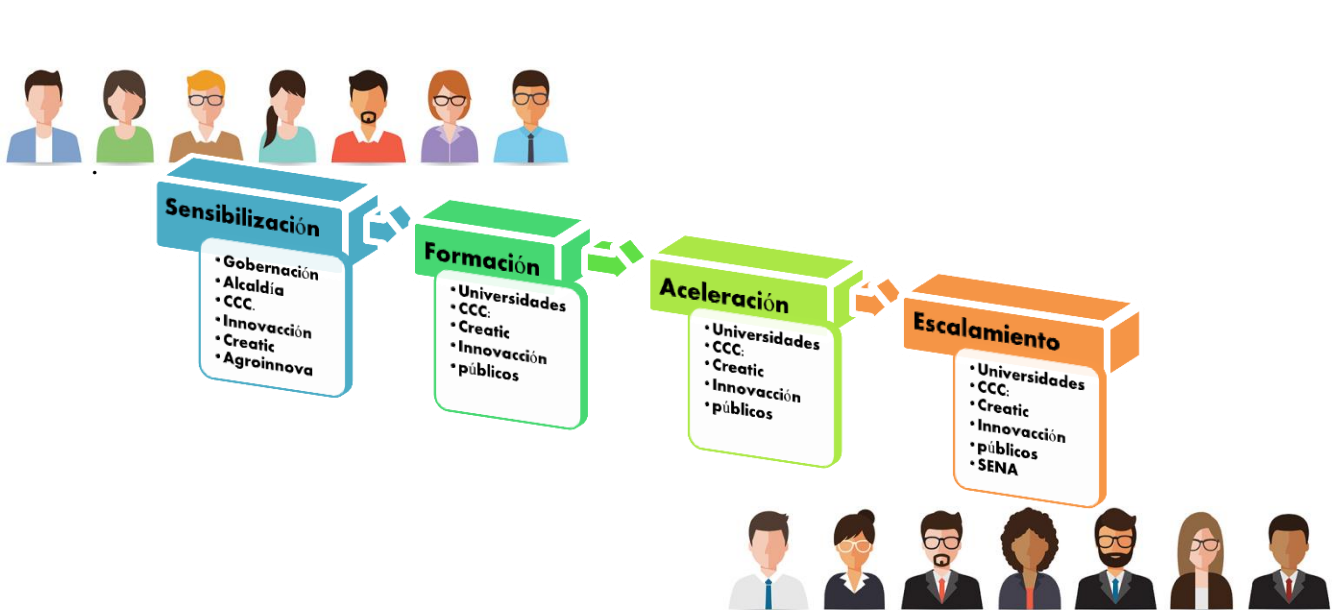 Sensibilización
• Gobernación
• Alcaldía
• CCC.
• Innovacción
• Creatic
• Agroinnova
Formación
• Universidades
• CCC:
• Creatic
• Innovacción
• públicos
Aceleración
• Universidades
• CCC:
• Creatic
• Innovacción
• públicos
Escalamiento
• Universidades
• CCC:
• Creatic
• Innovacción
• públicos
• SENA